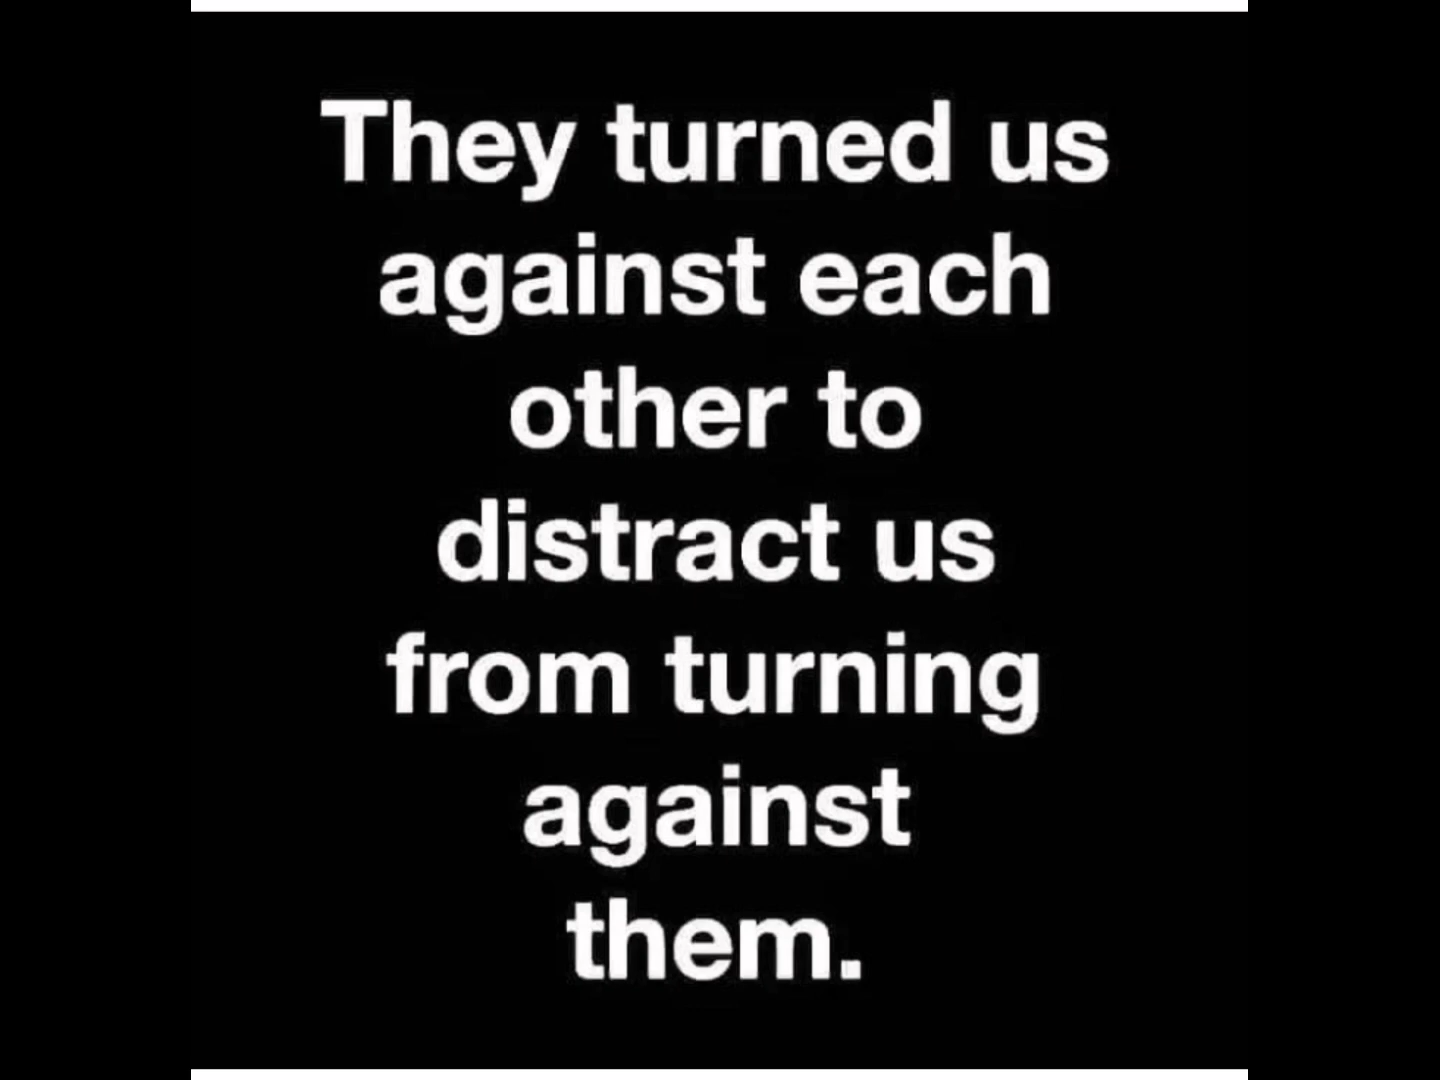 They turned us
against each
other to
distract us
from turning
against
them.